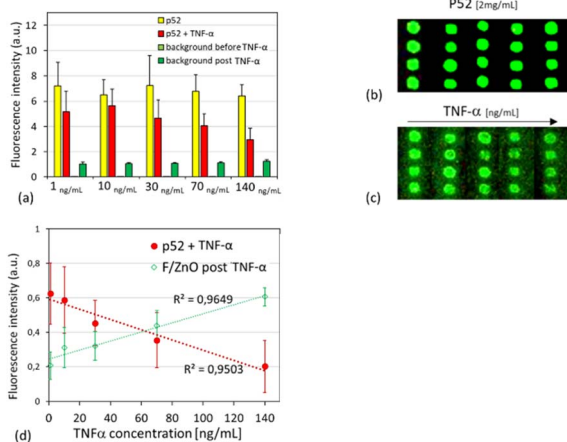 P52 [2mg/mL]
Fluorescence intensity (a.u.)
12
10
8
6
4
2
0
p52
p52 + TNF-α
background before TNF-α
background post TNF-α
1 ng/mL
10 ng/mL
30 ng/mL
70 ng/mL
140 ng/mL
(a)
(b)
TNF-α [ng/mL]
(c)
Fluorescence intensity (a.u.)
1
0,8
0,6
0,4
0,2
0
p52 + TNF-α
F/ZnO post TNF-α
R² = 0,9649
R² = 0,9503
0
20
40
60
80
100
120
140
TNFα concentration [ng/mL]
(d)